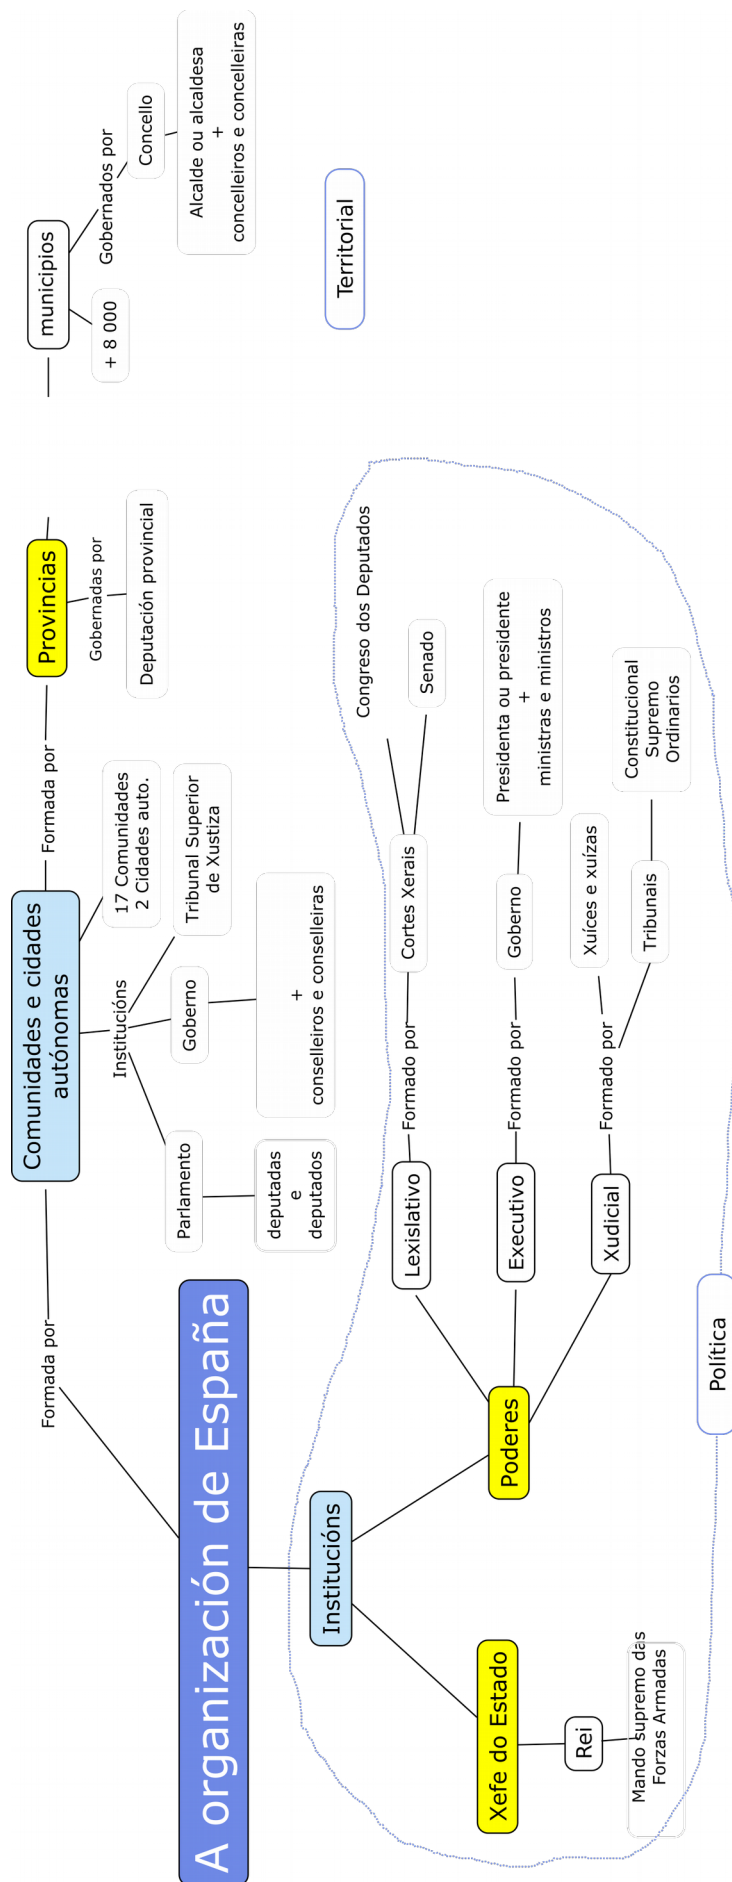 A organización de España
Formada por
Comunidades e cidades
autónomas
17 Comunidades
2 Cidades auto.
Institucións
Parlamento
deputadas
e
deputados
Goberno
+
conselleiros e conselleiras
Tribunal Superior
de Xustiza
Formada por
Provincias
Gobernadas por
Deputación provincial
municipios
+ 8 000
Gobernados por
Concello
Alcalde ou alcaldesa
+
concelleiros e concelleiras
Territorial
Institucións
Xefe do Estado
Rei
Mando supremo das
Forzas Armadas
Poderes
Lexislativo
Formado por
Cortes Xerais
Congreso dos Deputados
Senado
Executivo
Formado por
Goberno
Presidenta ou presidente
+
ministras e ministros
Xudicial
Formado por
Xuíces e xuízas
Tribunais
Constitucional
Supremo
Ordinarios
Política